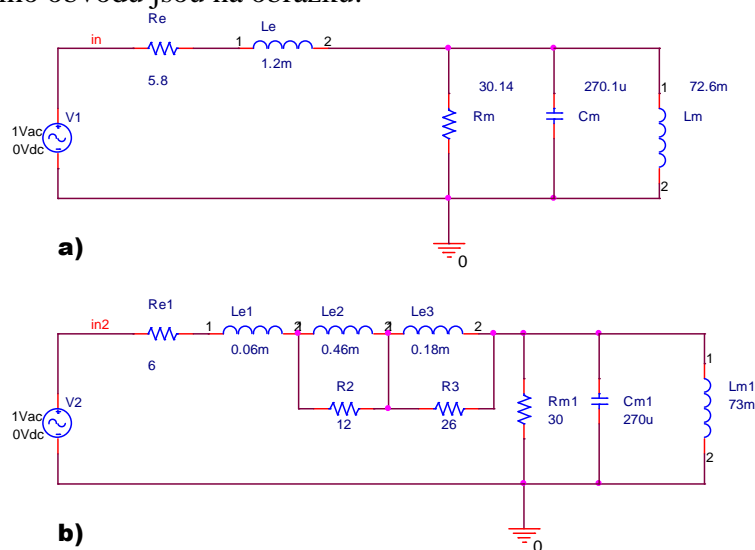 in
Re
5.8
1
Le
2
1.2m
30.14
Rm
270.1u
Cm
72.6m
1
Lm
2
V1
1Vac
0Vdc
0
a)
in2
Re1
6
1
Le1
2
0.06m
1
Le2
2
0.46m
1
Le3
2
0.18m
R2
12
R3
26
Rm1
30
Cm1
270u
1
Lm1
73m
2
V2
1Vac
0Vdc
0
b)